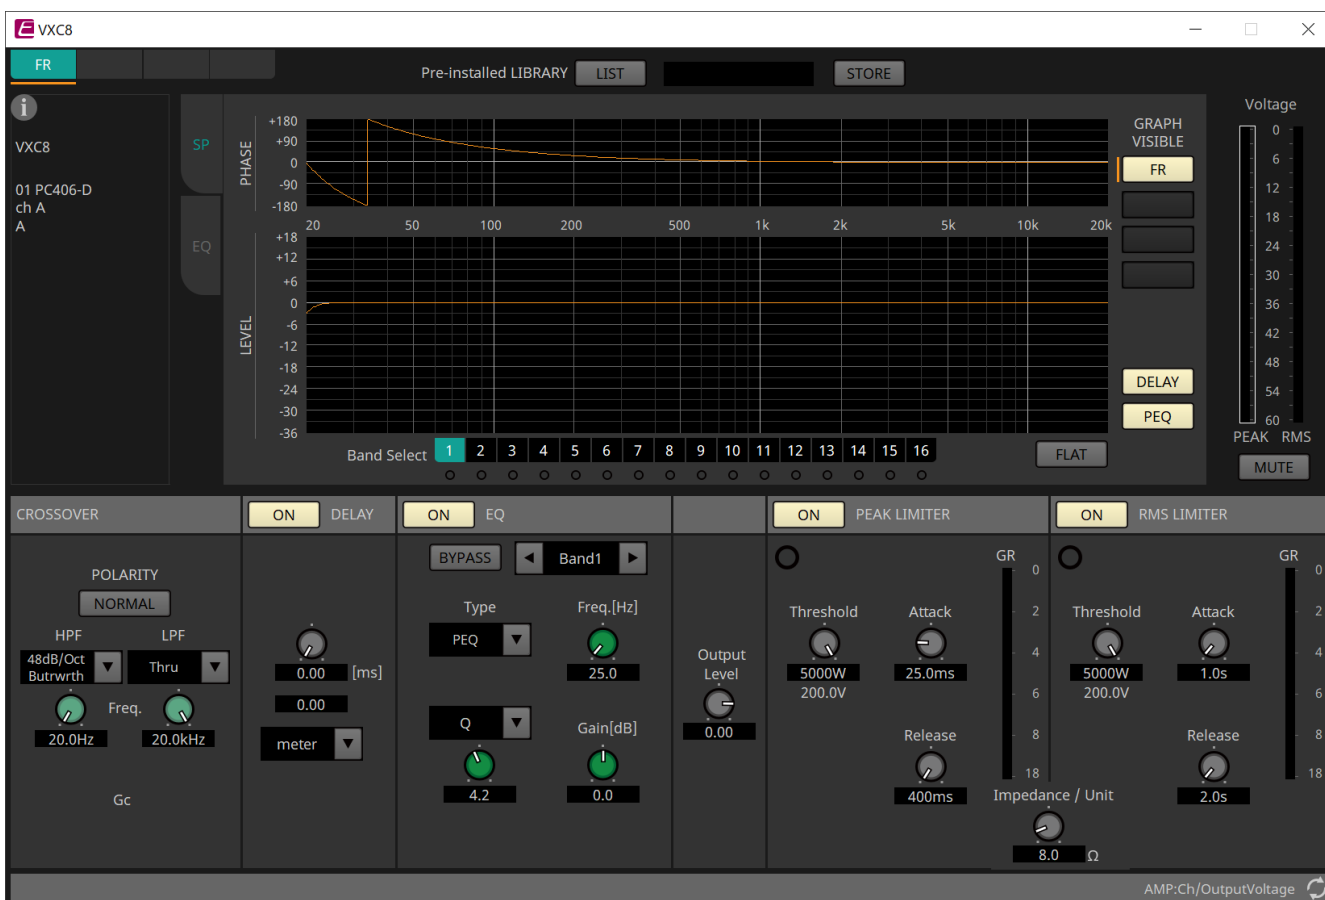 VXC8
FR
Pre-installed LIBRARY LIST STORE
VXC8
01 PC406-D
ch A
A
SP
EQ
PHASE
+180
+90
0
-90
-180
20 50 100 200 500 1k 2k 5k 10k 20k
LEVEL
+18
+12
+6
0
-6
-12
-18
-24
-30
-36
Band Select 1 2 3 4 5 6 7 8 9 10 11 12 13 14 15 16
FLAT
GRAPH
VISIBLE
FR
DELAY
PEQ
Voltage
0
6
12
18
24
30
36
42
48
54
60
PEAK RMS
MUTE
CROSSOVER
POLARITY
NORMAL
HPF LPF
48dB/Oct
Butrwrth
Thru
Freq.
20.0Hz 20.0kHz
Gc
ON DELAY
0.00 [ms]
0.00
meter
ON EQ
BYPASS Band1
Type Freq.[Hz]
PEQ
25.0
Q Gain[dB]
4.2 0.0
Output
Level
0.00
ON PEAK LIMITER
GR
0
2
4
6
8
18
Threshold Attack
5000W 25.0ms
200.0V
Release
400ms
Impedance / Unit
8.0 Ω
ON RMS LIMITER
GR
0
2
4
6
8
18
Threshold Attack
5000W 1.0s
200.0V
Release
2.0s
AMP:Ch/OutputVoltage